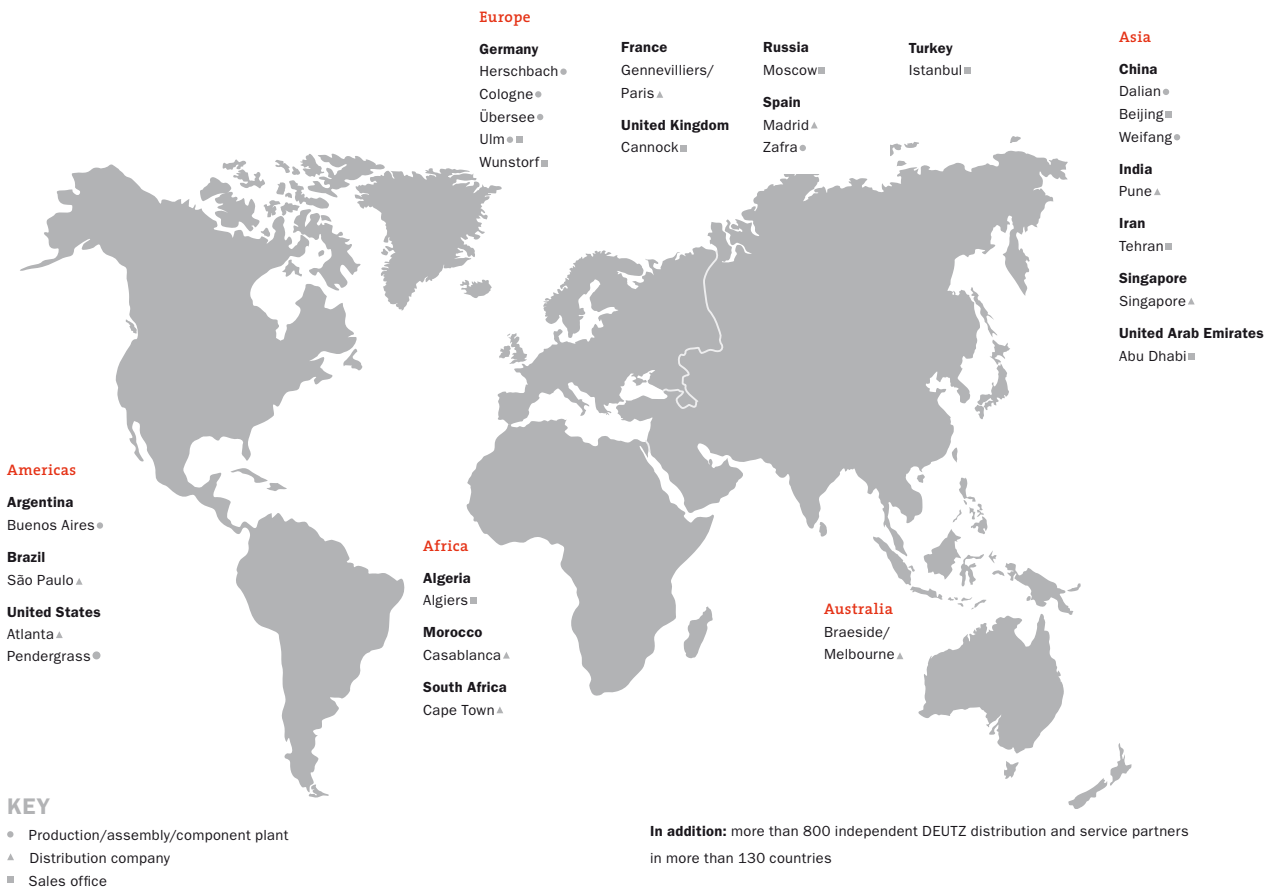 Europe
Germany
Herschbach
Cologne
Übersee
Ulm
Wunstorf
France
Gennevilliers/
Paris
United Kingdom
Cannock
Russia
Moscow
Spain
Madrid
Zafra
Turkey
Istanbul
Asia
China
Dalian
Beijing
Weifang
India
Pune
Iran
Tehran
Singapore
Singapore
United Arab Emirates
Abu Dhabi
Americas
Argentina
Buenos Aires
Brazil
São Paulo
United States
Atlanta
Pendergrass
Africa
Algeria
Algiers
Morocco
Casablanca
South Africa
Cape Town
Australia
Braeside/
Melbourne
KEY
Production/assembly/component plant
Distribution company
Sales office
In addition: more than 800 independent DEUTZ distribution and service partners
in more than 130 countries